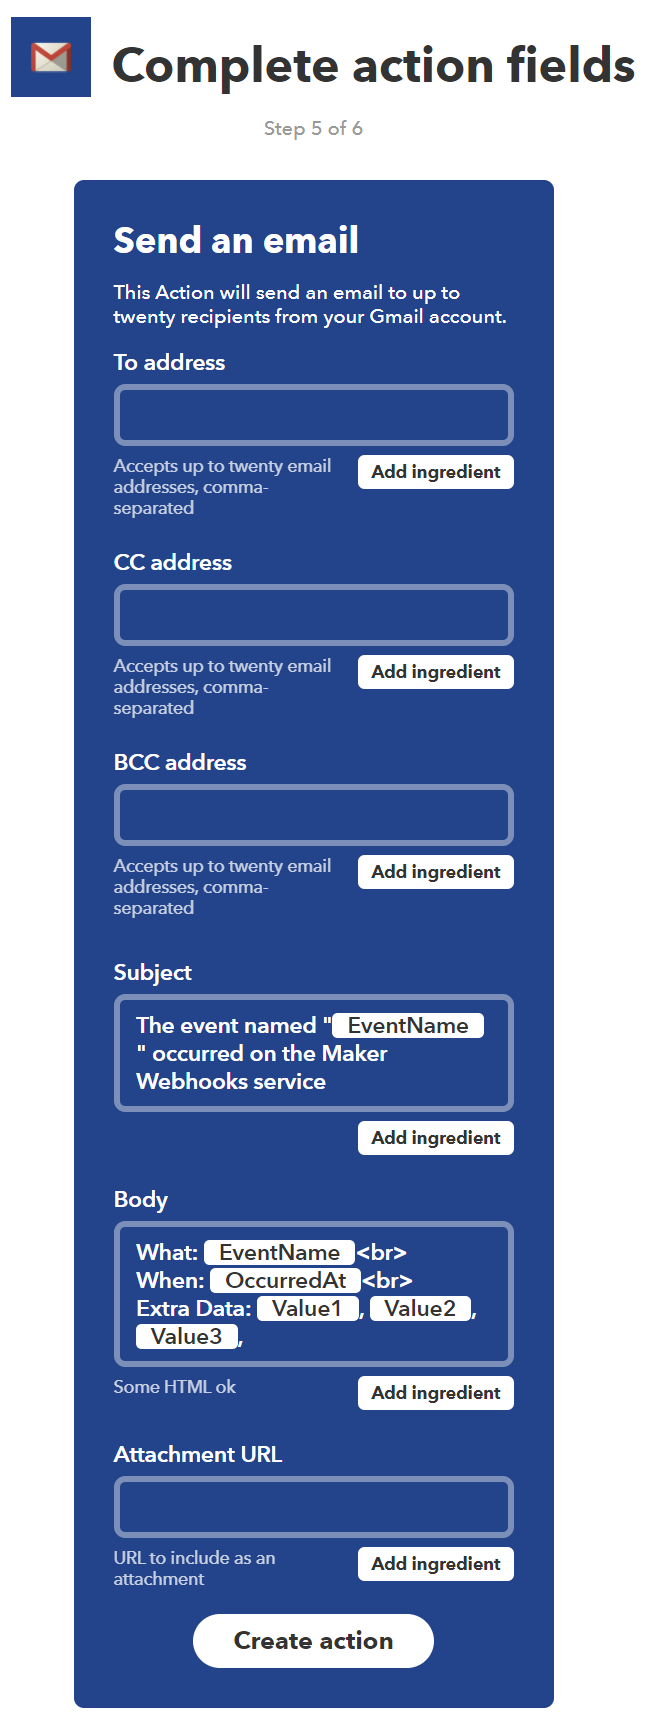 Complete action fields
Step 5 of 6
Send an email
This Action will send an email to up to
twenty recipients from your Gmail account.
To address
Accepts up to twenty email
addresses, comma-
separated
Add ingredient
CC address
Accepts up to twenty email
addresses, comma-
separated
Add ingredient
BCC address
Accepts up to twenty email
addresses, comma-
separated
Add ingredient
Subject
The event named " EventName
" occurred on the Maker
Webhooks service
Add ingredient
Body
What: EventName <br>
When: OccurredAt <br>
Extra Data: Value1 , Value2 ,
Value3 ,
Some HTML ok
Add ingredient
Attachment URL
URL to include as an
attachment
Add ingredient
Create action